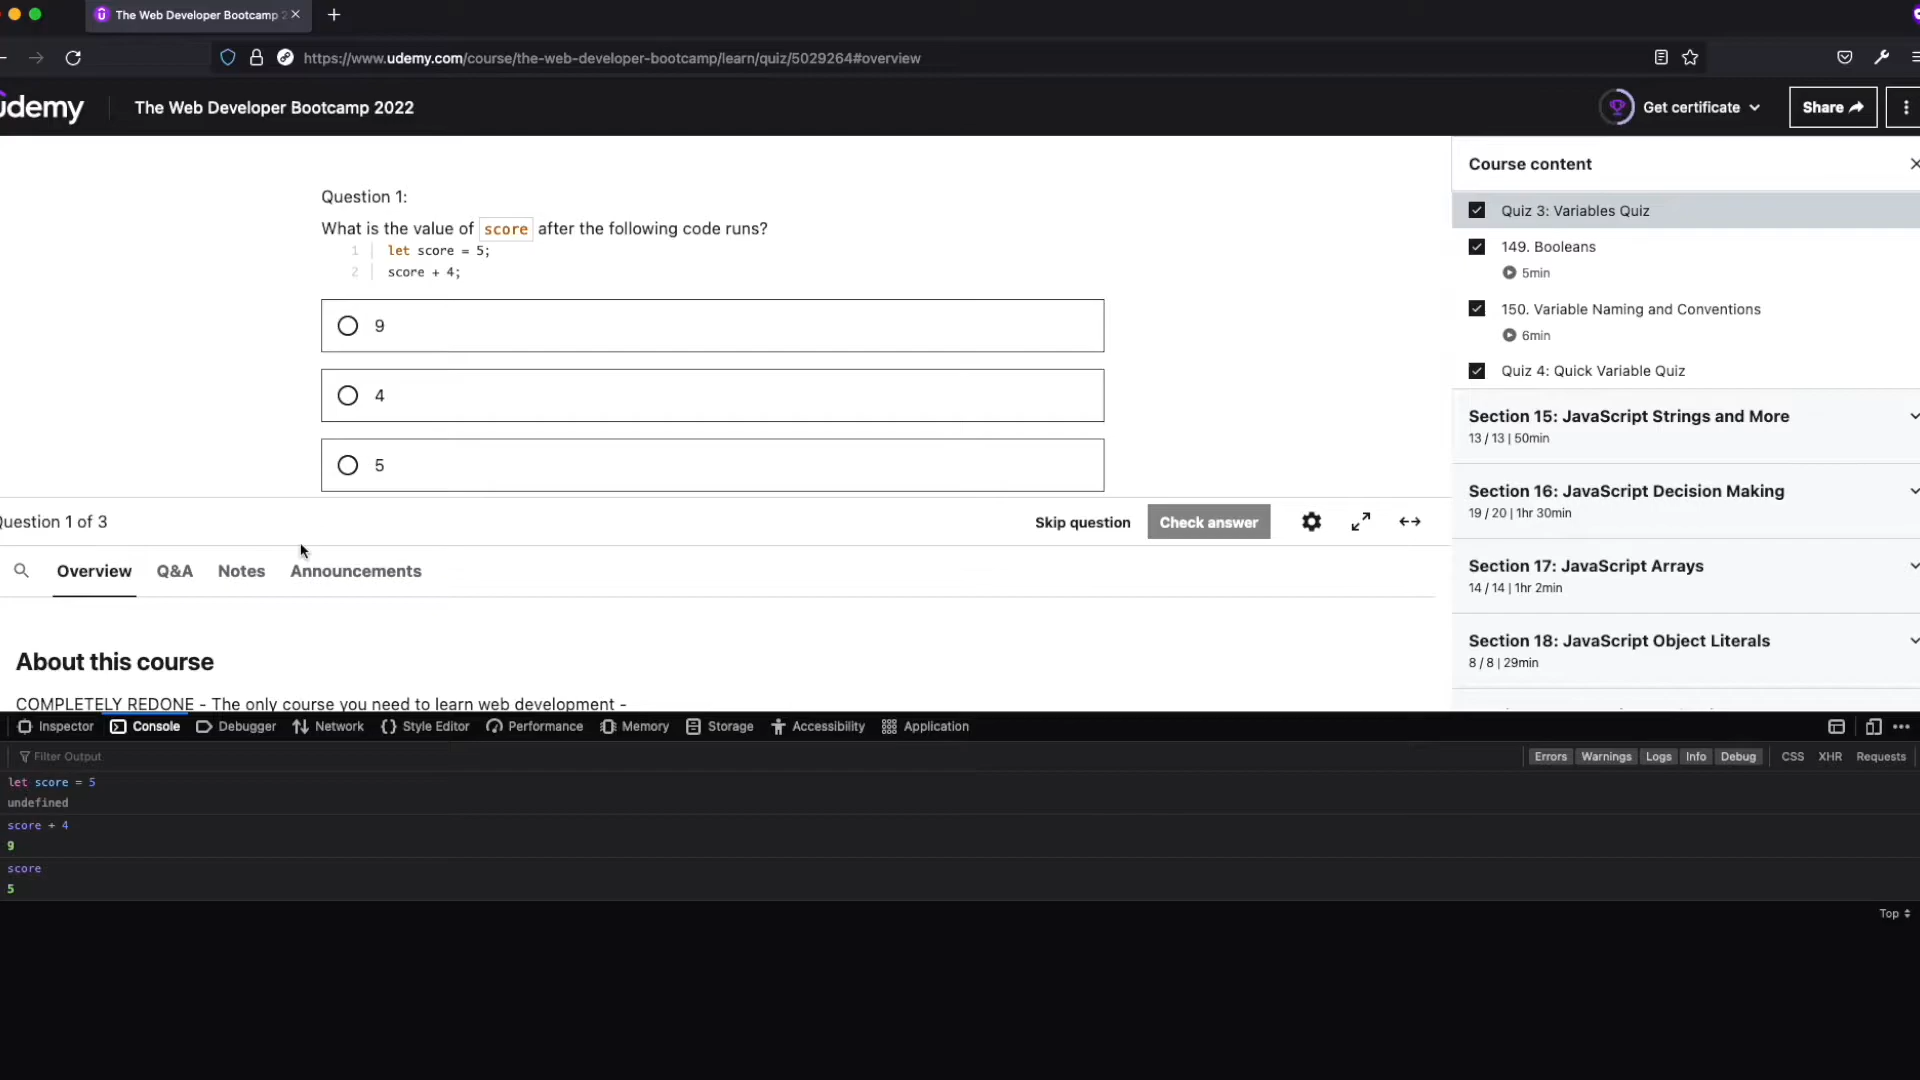 The Web Developer Bootcamp 2
https://www.udemy.com/course/the-web-developer-bootcamp/learn/quiz/5029264#overview
udemy
The Web Developer Bootcamp 2022
Get certificate
Share
Question 1:
What is the value of score after the following code runs?
1 let score = 5;
2 score + 4;
9
4
5
Question 1 of 3
Skip question
Check answer
Overview
Q&A
Notes
Announcements
About this course
COMPLETELY REDONE - The only course you need to learn web development -
Course content
Quiz 3: Variables Quiz
149. Booleans
5min
150. Variable Naming and Conventions
6min
Quiz 4: Quick Variable Quiz
Section 15: JavaScript Strings and More
13 / 13 | 50min
Section 16: JavaScript Decision Making
19 / 20 | 1hr 30min
Section 17: JavaScript Arrays
14 / 14 | 1hr 2min
Section 18: JavaScript Object Literals
8 / 8 | 29min
Inspector
Console
Debugger
Network
Style Editor
Performance
Memory
Storage
Accessibility
Application
Filter Output
Errors
Warnings
Logs
Info
Debug
CSS
XHR
Requests
let score = 5
undefined
score + 4
9
score
5
Top